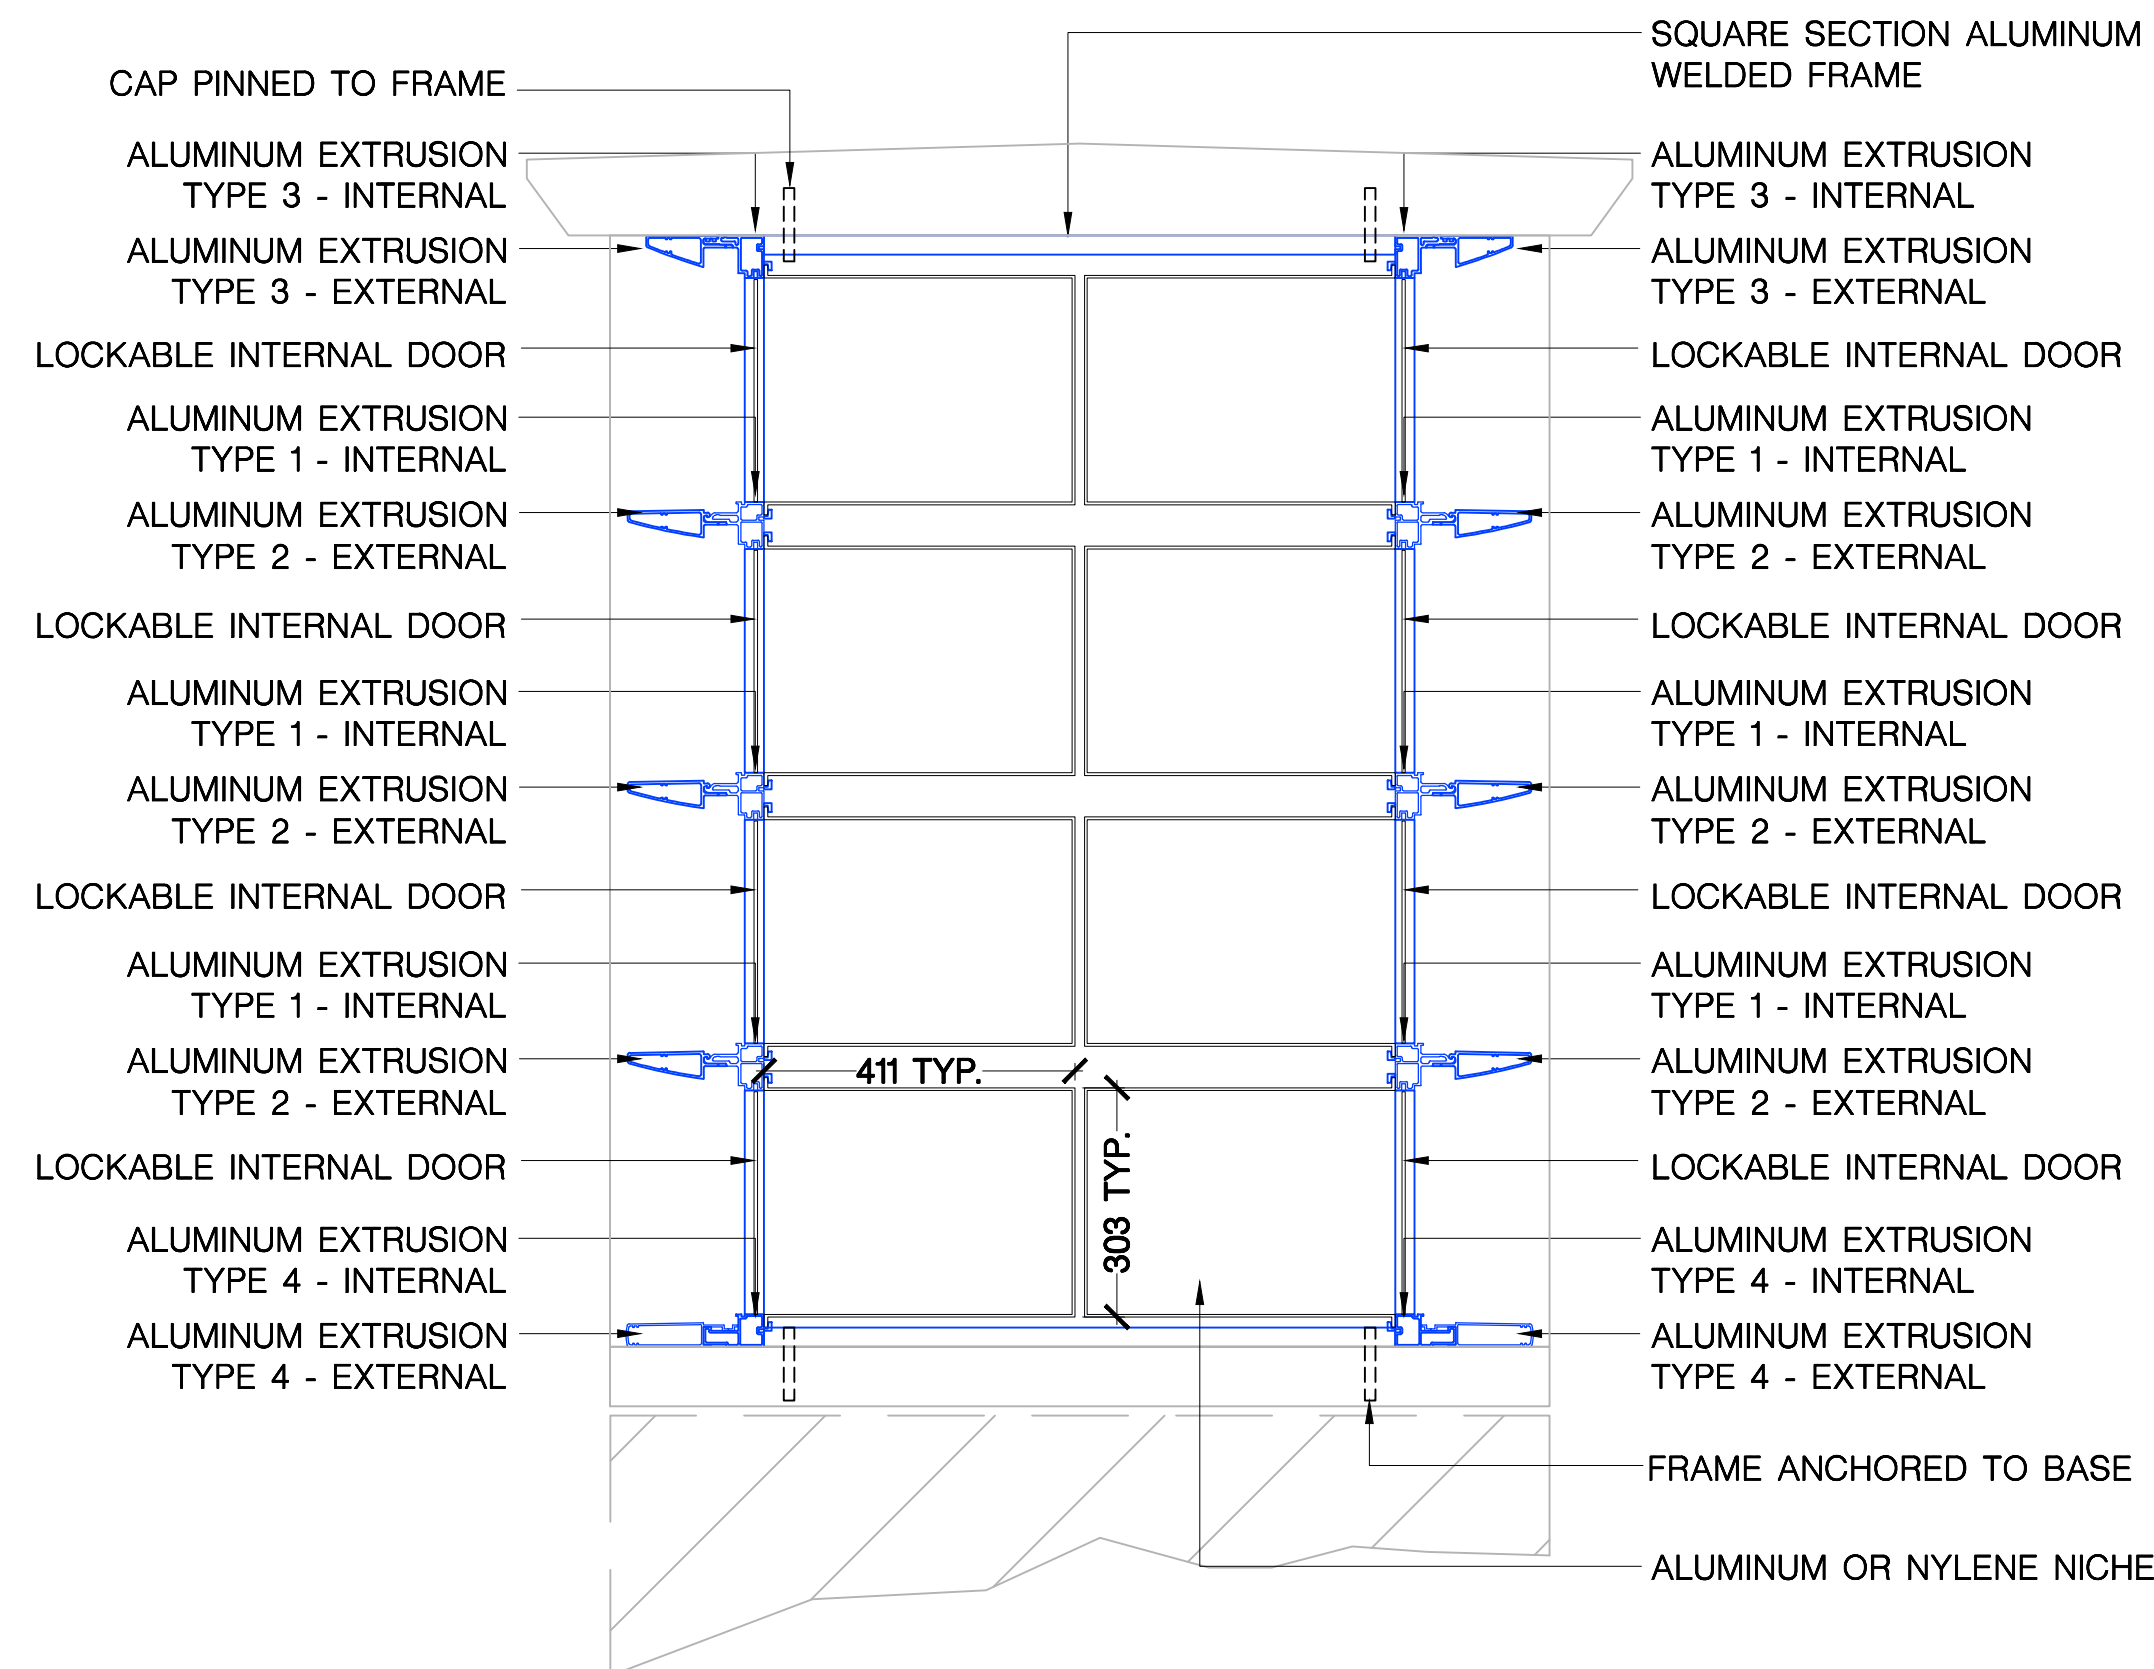 CAP PINNED TO FRAME
ALUMINUM EXTRUSION
TYPE 3 - INTERNAL
ALUMINUM EXTRUSION
TYPE 3 - EXTERNAL
LOCKABLE INTERNAL DOOR
ALUMINUM EXTRUSION
TYPE 1 - INTERNAL
ALUMINUM EXTRUSION
TYPE 2 - EXTERNAL
LOCKABLE INTERNAL DOOR
ALUMINUM EXTRUSION
TYPE 1 - INTERNAL
ALUMINUM EXTRUSION
TYPE 2 - EXTERNAL
LOCKABLE INTERNAL DOOR
ALUMINUM EXTRUSION
TYPE 1 - INTERNAL
ALUMINUM EXTRUSION
TYPE 2 - EXTERNAL
LOCKABLE INTERNAL DOOR
ALUMINUM EXTRUSION
TYPE 4 - INTERNAL
ALUMINUM EXTRUSION
TYPE 4 - EXTERNAL
411 TYP.
303 TYP.
SQUARE SECTION ALUMINUM
WELDED FRAME
ALUMINUM EXTRUSION
TYPE 3 - INTERNAL
ALUMINUM EXTRUSION
TYPE 3 - EXTERNAL
LOCKABLE INTERNAL DOOR
ALUMINUM EXTRUSION
TYPE 1 - INTERNAL
ALUMINUM EXTRUSION
TYPE 2 - EXTERNAL
LOCKABLE INTERNAL DOOR
ALUMINUM EXTRUSION
TYPE 1 - INTERNAL
ALUMINUM EXTRUSION
TYPE 2 - EXTERNAL
LOCKABLE INTERNAL DOOR
ALUMINUM EXTRUSION
TYPE 1 - INTERNAL
ALUMINUM EXTRUSION
TYPE 2 - EXTERNAL
LOCKABLE INTERNAL DOOR
ALUMINUM EXTRUSION
TYPE 4 - INTERNAL
ALUMINUM EXTRUSION
TYPE 4 - EXTERNAL
FRAME ANCHORED TO BASE
ALUMINUM OR NYLENE NICHE